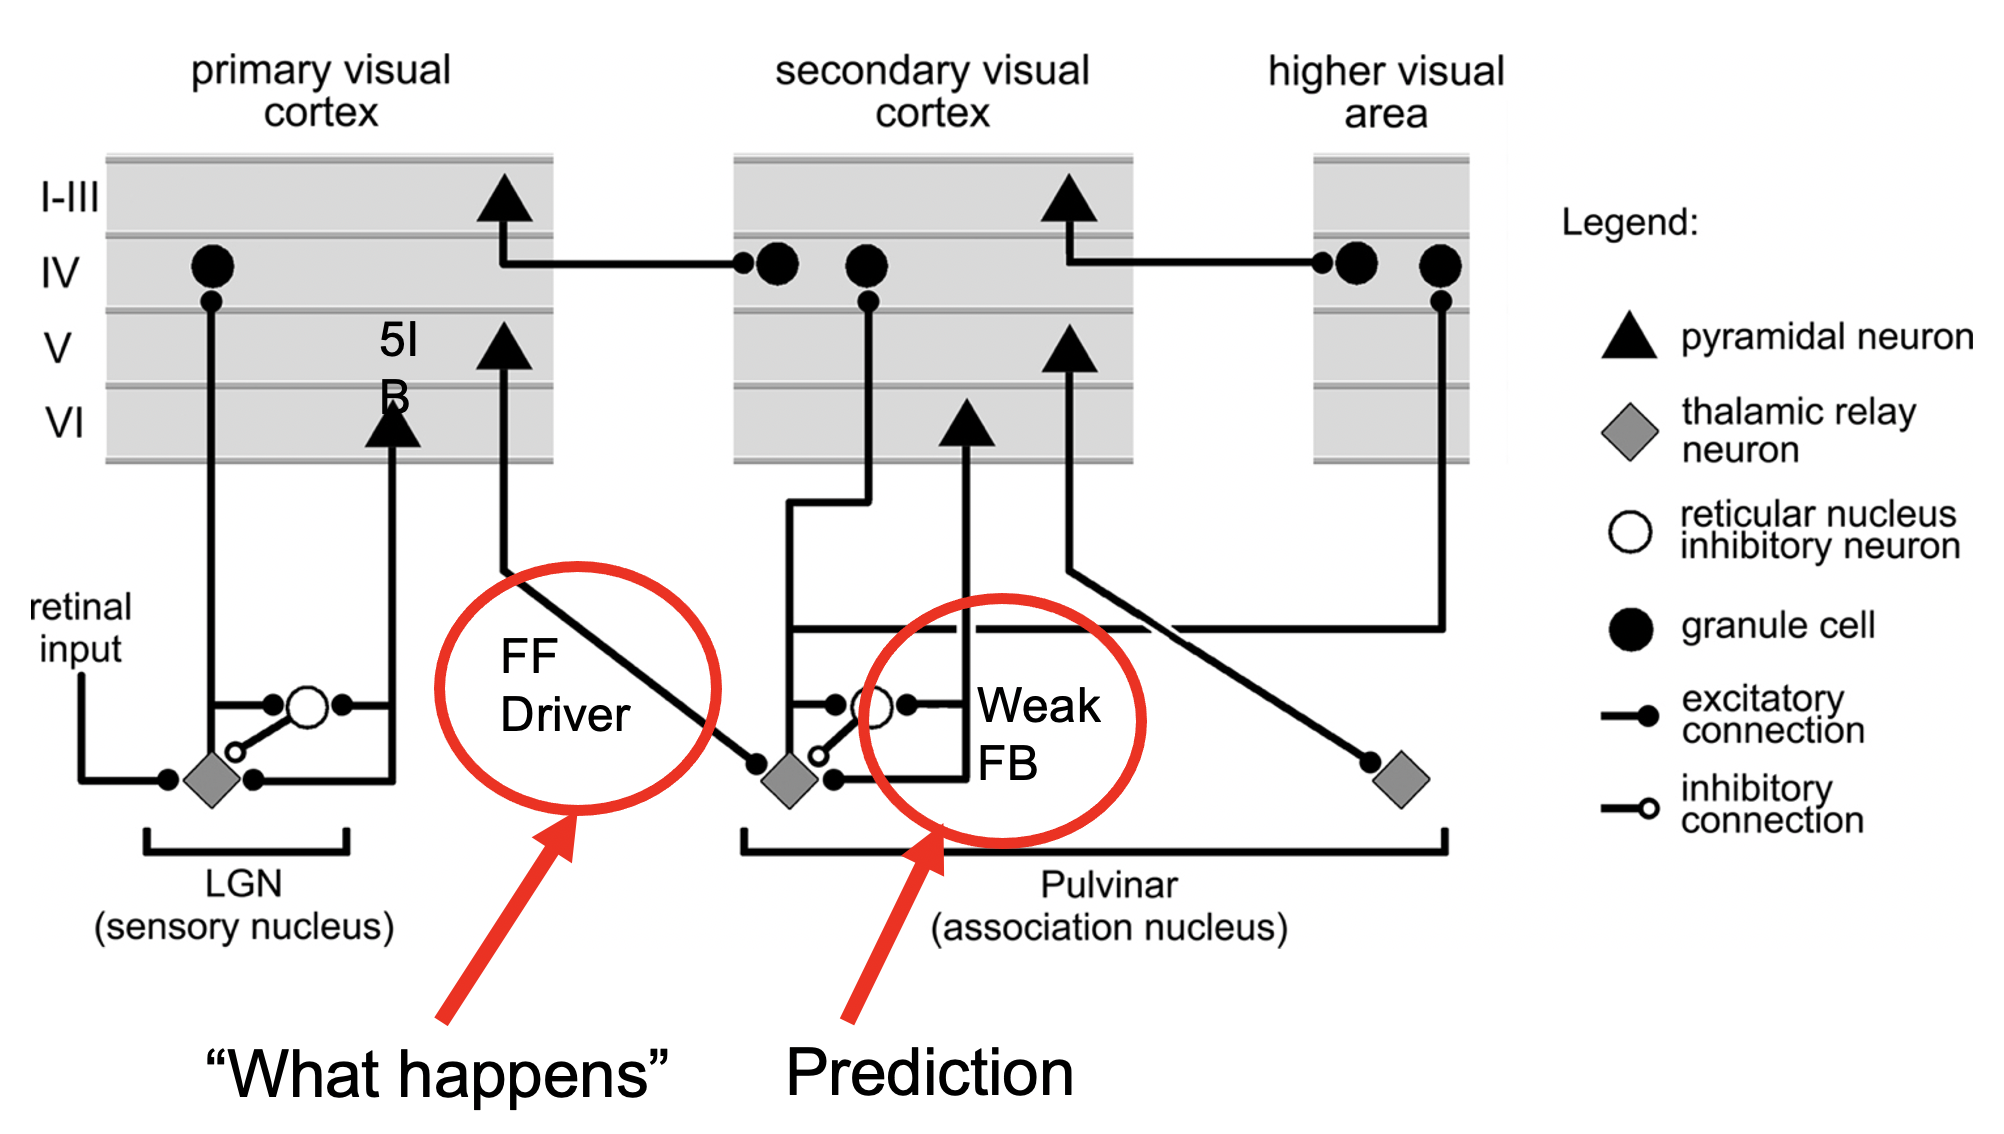 primary visual
cortex
secondary visual
cortex
higher visual
area
I-III
IV
V
VI
5I
B
Legend:
pyramidal neuron
thalamic relay
neuron
reticular nucleus
inhibitory neuron
granule cell
excitatory
connection
inhibitory
connection
retinal
input
FF
Driver
Weak
FB
LGN
(sensory nucleus)
Pulvinar
(association nucleus)
“What happens”
Prediction